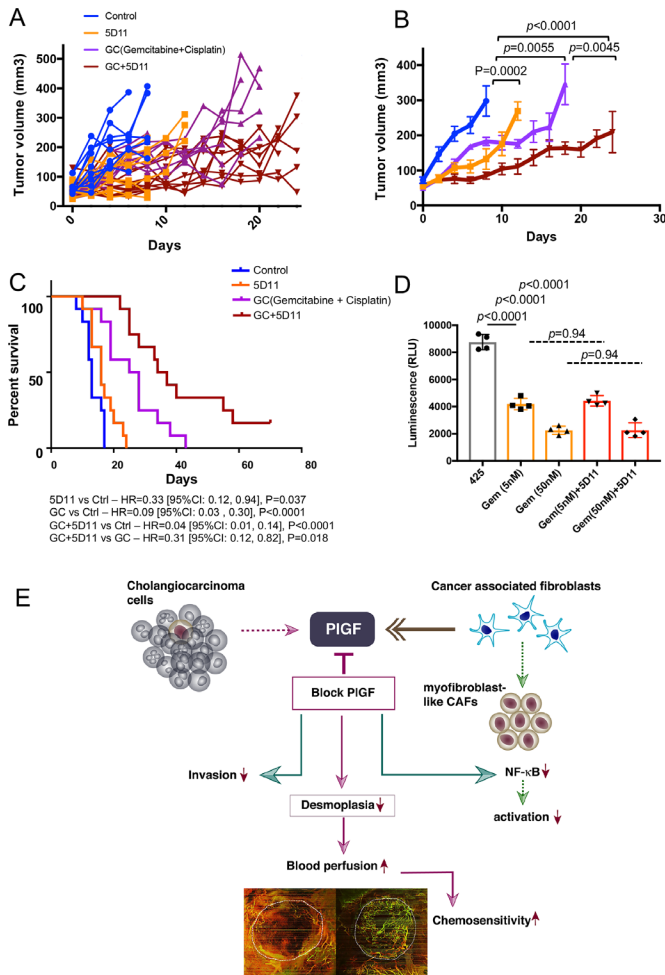 A
Control
5D11
GC(Gemcitabine+Cisplatin)
GC+5D11
Tumor volume (mm3)
600
500
400
300
200
100
0
0
10
20
Days
B
p<0.0001
p=0.0055
p=0.0045
P=0.0002
Tumor volume (mm3)
400
300
200
100
0
0
10
20
30
Days
C
Control
5D11
GC(Gemcitabine + Cisplatin)
GC+5D11
Percent survival
100
50
0
0
20
40
60
80
Days
5D11 vs Ctrl – HR=0.33 [95%CI: 0.12, 0.94], P=0.037
GC vs Ctrl – HR=0.09 [95%CI: 0.03 , 0.30], P<0.0001
GC+5D11 vs Ctrl – HR=0.04 [95%CI: 0.01, 0.14], P<0.0001
GC+5D11 vs GC – HR=0.31 [95%CI: 0.12, 0.82], P=0.018
D
p<0.0001
p<0.0001
p<0.0001
p=0.94
p=0.94
Luminescence (RLU)
10000
8000
6000
4000
2000
0
425
Gem (5nM)
Gem (50nM)
Gem(5nM)+5D11
Gem(50nM)+5D11
E
Cholangiocarcinoma
cells
PlGF
Cancer associated fibroblasts
Block PlGF
myofibroblast-
like CAFs
Invasion
NF-κB
Desmoplasia
activation
Blood perfusion
Chemosensitivity